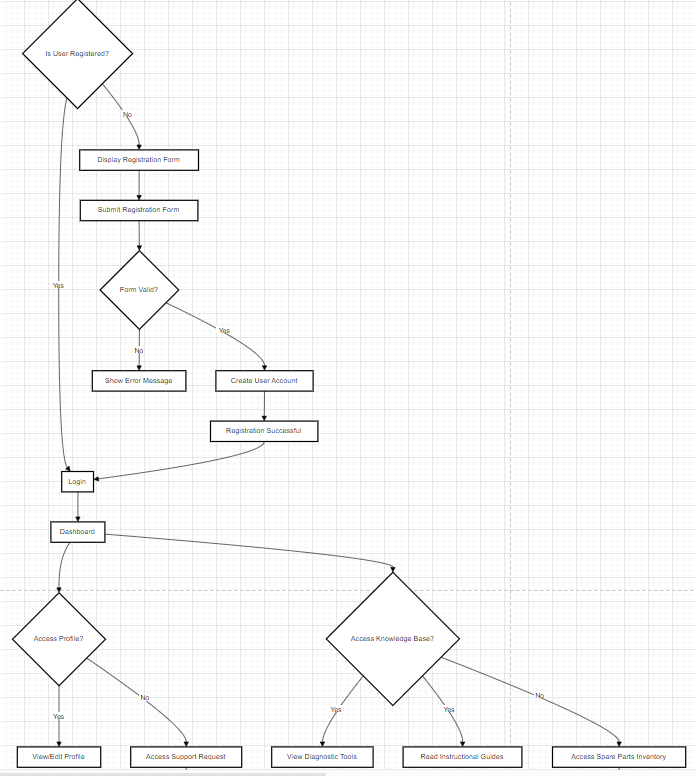 Is User Registered?
No
Display Registration Form
Submit Registration Form
Yes
Form Valid?
Yes
No
Show Error Message
Create User Account
Registration Successful
Login
Dashboard
Access Profile?
Access Knowledge Base?
No
No
Yes
Yes
Yes
View/Edit Profile
Access Support Request
View Diagnostic Tools
Read Instructional Guides
Access Spare Parts Inventory